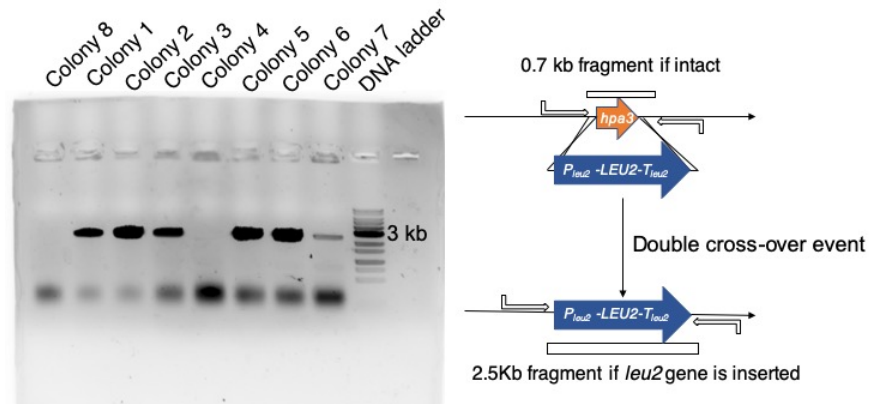 Colony 8
Colony 1
Colony 2
Colony 3
Colony 4
Colony 5
Colony 6
Colony 7
DNA ladder
3 kb
0.7 kb fragment if intact
hpa3
Pleu2 -LEU2-Tleu2
Double cross-over event
Pleu2 -LEU2-Tleu2
2.5Kb fragment if leu2 gene is inserted